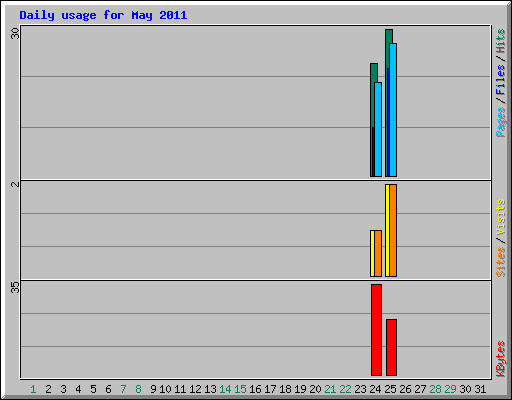 Daily usage for May 2011
30
2
35
Pages/Files/Hits
Sites/Visits
KBytes
1 2 3 4 5 6 7 8 9 10 11 12 13 14 15 16 17 18 19 20 21 22 23 24 25 26 27 28 29 30 31